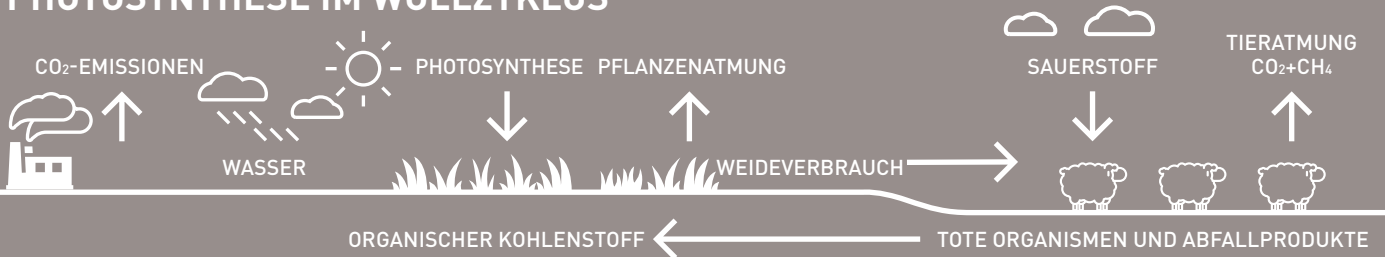 PHOTOSYNTHESE IM WOLLZYKLUS
CO₂-EMISSIONEN
PHOTOSYNTHESE
PFLANZENATMUNG
SAUERSTOFF
TIERATMUNG
CO₂+CH₄
WASSER
WEIDEVERBRAUCH
ORGANISCHER KOHLENSTOFF
TOTE ORGANISMEN UND ABFALLPRODUKTE